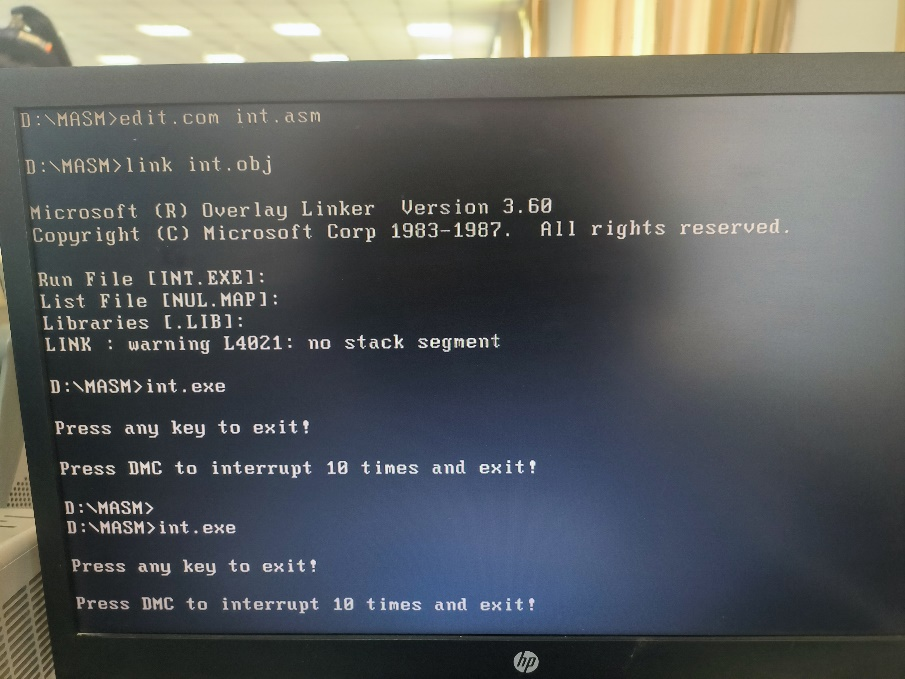 D:\MASM>edit.com int.asm
D:\MASM>link int.obj
Microsoft (R) Overlay Linker  Version 3.60
Copyright (C) Microsoft Corp 1983-1987.  All rights reserved.
Run File [INT.EXE]:
List File [NUL.MAP]:
Libraries [.LIB]:
LINK : warning L4021: no stack segment
D:\MASM>int.exe
Press any key to exit!
Press DMC to interrupt 10 times and exit!
D:\MASM>
D:\MASM>int.exe
Press any key to exit!
Press DMC to interrupt 10 times and exit!
hp